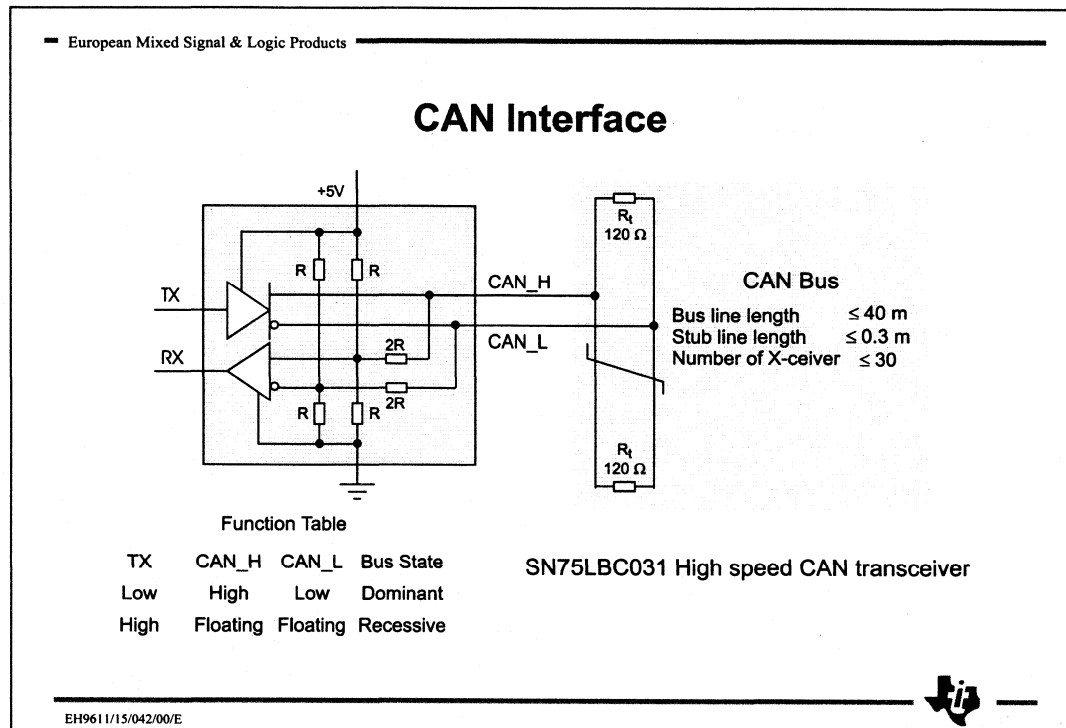 European Mixed Signal & Logic Products
CAN Interface
+5V
R R
TX
RX
2R
2R
R R
CAN_H
CAN_L
Rt
120 Ω
Rt
120 Ω
CAN Bus
Bus line length ≤ 40 m
Stub line length ≤ 0.3 m
Number of X-ceiver ≤ 30
Function Table
TX CAN_H CAN_L Bus State
Low High Low Dominant
High Floating Floating Recessive
SN75LBC031 High speed CAN transceiver
EH9611/15/042/00/E